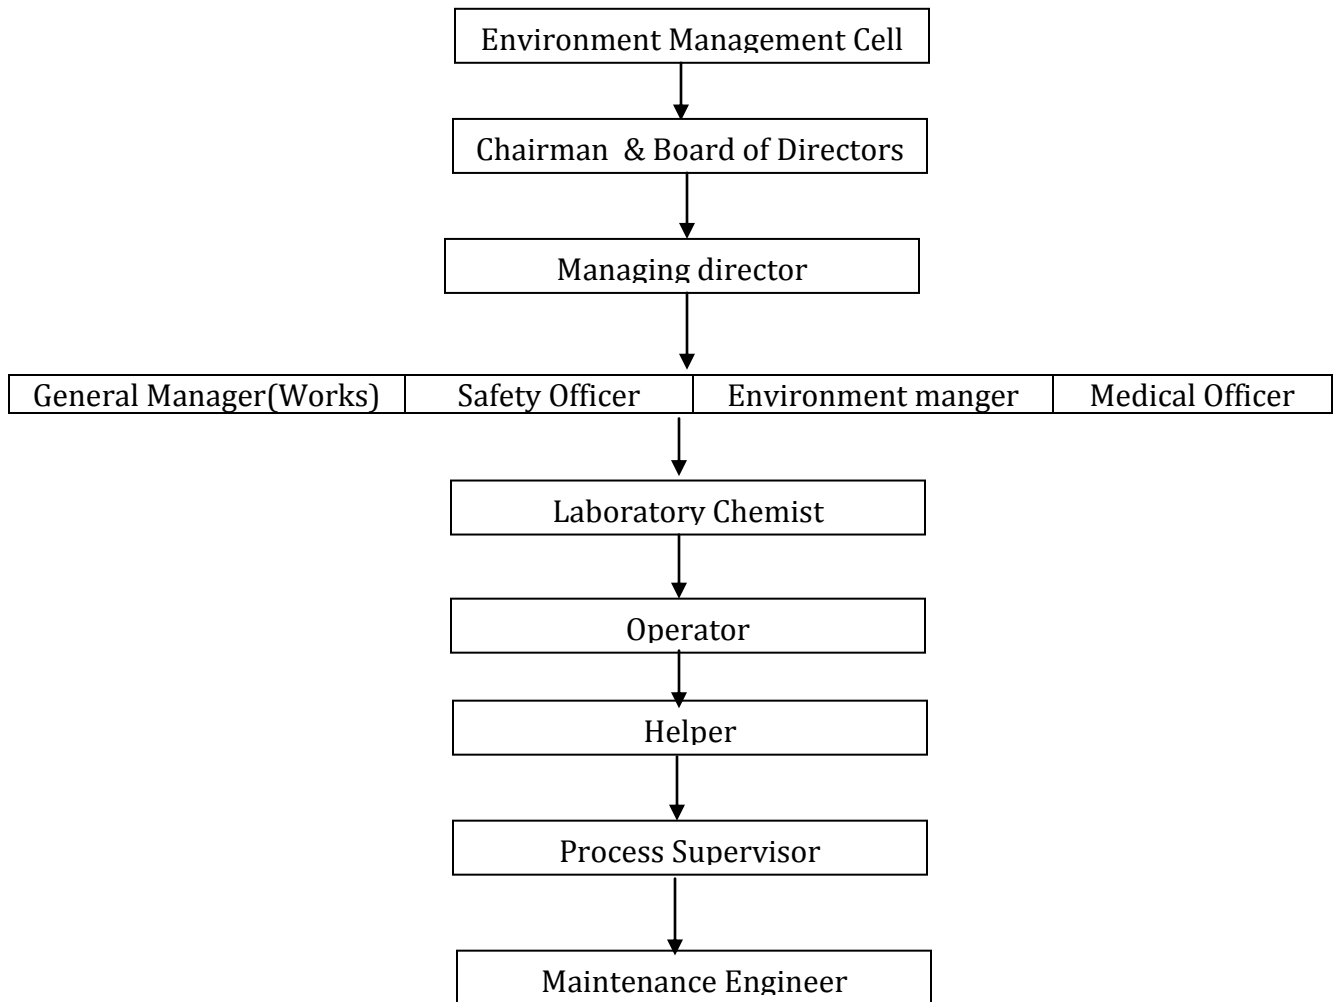 Environment Management Cell
Chairman & Board of Directors
Managing director
General Manager(Works) Safety Officer Environment manger Medical Officer
Laboratory Chemist
Operator
Helper
Process Supervisor
Maintenance Engineer